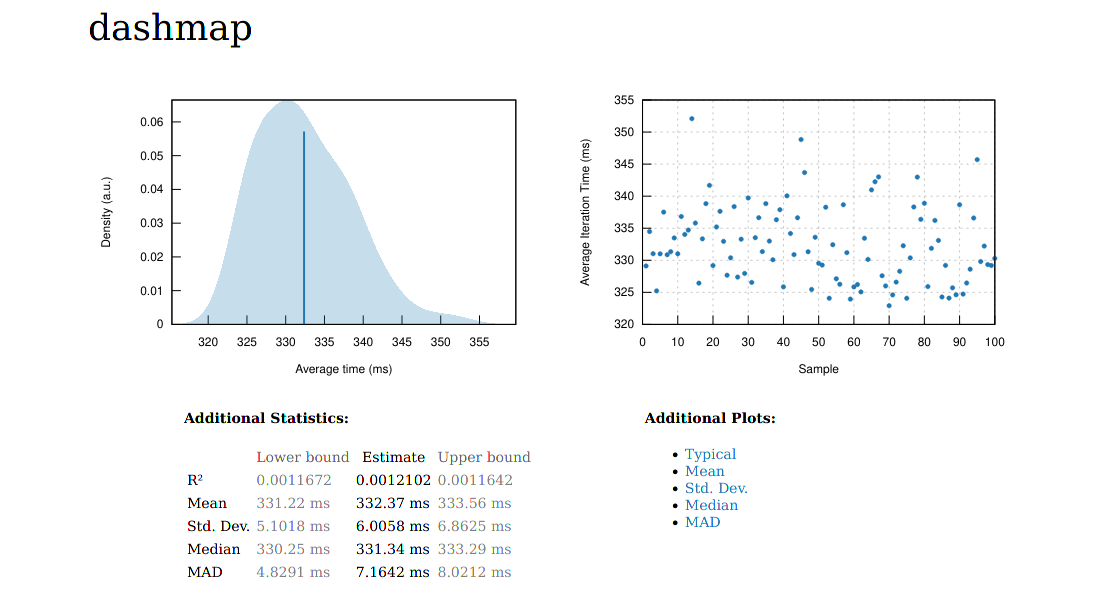 dashmap
0.06
0.05
0.04
0.03
0.02
0.01
0
Density (a.u.)
320 325 330 335 340 345 350 355
Average time (ms)
355
350
345
340
335
330
325
320
Average Iteration Time (ms)
0 10 20 30 40 50 60 70 80 90 100
Sample
Additional Statistics:
Lower bound Estimate Upper bound
R² 0.0011672 0.0012102 0.0011642
Mean 331.22 ms 332.37 ms 333.56 ms
Std. Dev. 5.1018 ms 6.0058 ms 6.8625 ms
Median 330.25 ms 331.34 ms 333.29 ms
MAD 4.8291 ms 7.1642 ms 8.0212 ms
Additional Plots:
Typical
Mean
Std. Dev.
Median
MAD